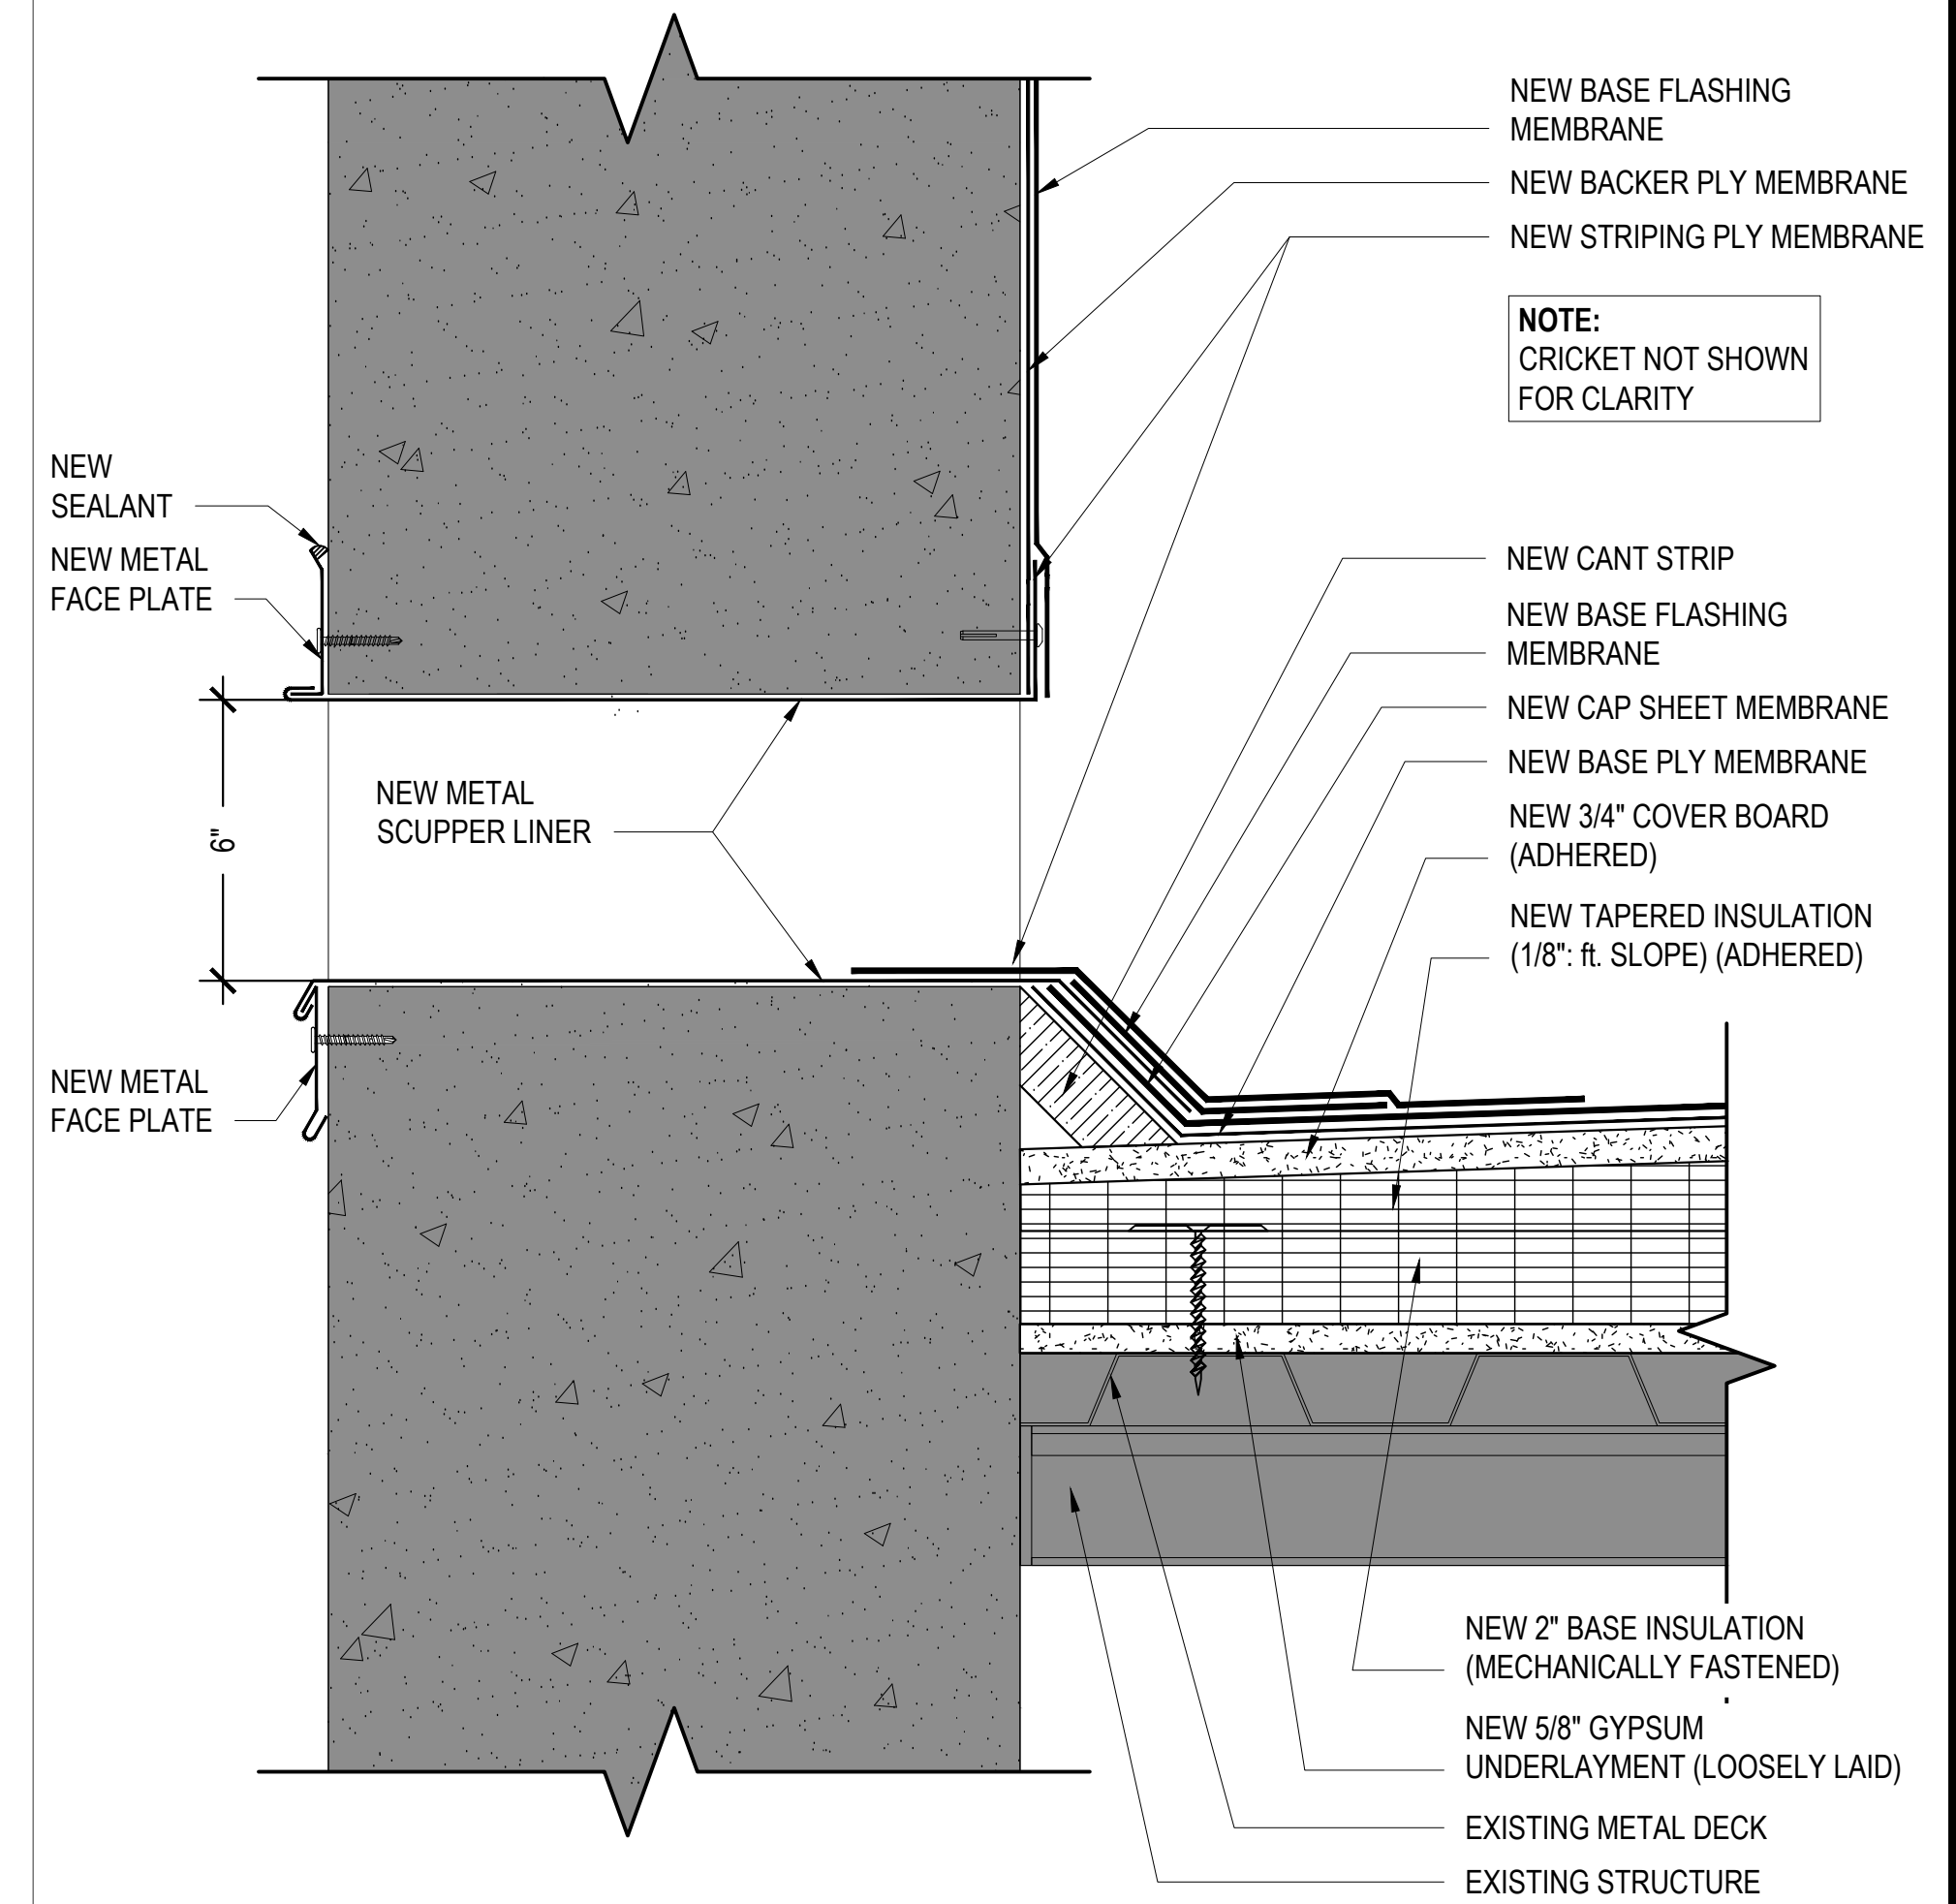 NEW BASE FLASHING
MEMBRANE
NEW BACKER PLY MEMBRANE
NEW STRIPING PLY MEMBRANE
NOTE:
CRICKET NOT SHOWN
FOR CLARITY
NEW
SEALANT
NEW METAL
FACE PLATE
NEW CANT STRIP
NEW BASE FLASHING
MEMBRANE
NEW CAP SHEET MEMBRANE
NEW BASE PLY MEMBRANE
NEW 3/4" COVER BOARD
(ADHERED)
NEW TAPERED INSULATION
(1/8": ft. SLOPE) (ADHERED)
6"
NEW METAL
SCUPPER LINER
NEW METAL
FACE PLATE
NEW 2" BASE INSULATION
(MECHANICALLY FASTENED)
NEW 5/8" GYPSUM
UNDERLAYMENT (LOOSELY LAID)
EXISTING METAL DECK
EXISTING STRUCTURE